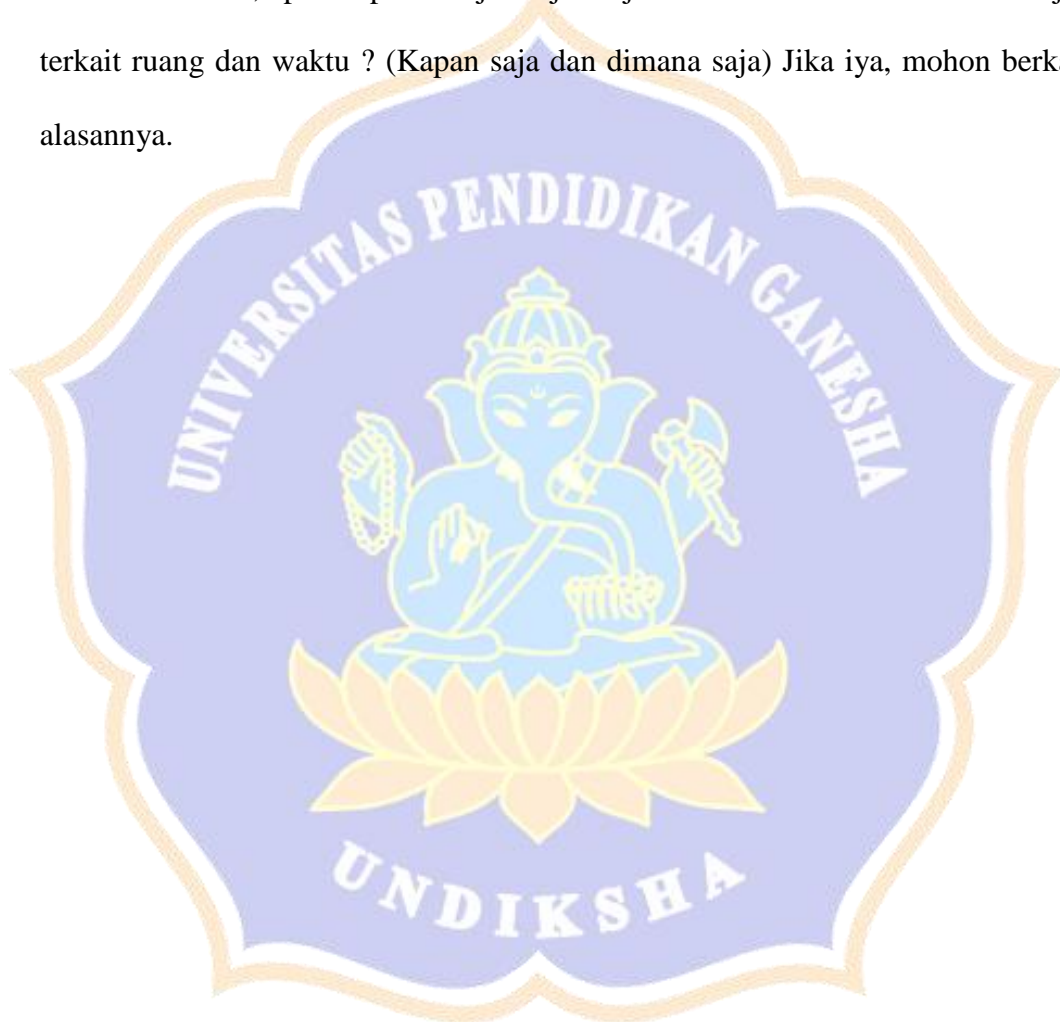 terkait ruang dan waktu ? (Kapan saja dan dimana saja) Jika iya, mohon
alasannya.
UNIVERSITAS PENDIDIKAN GANESHA
UNDIKSHA